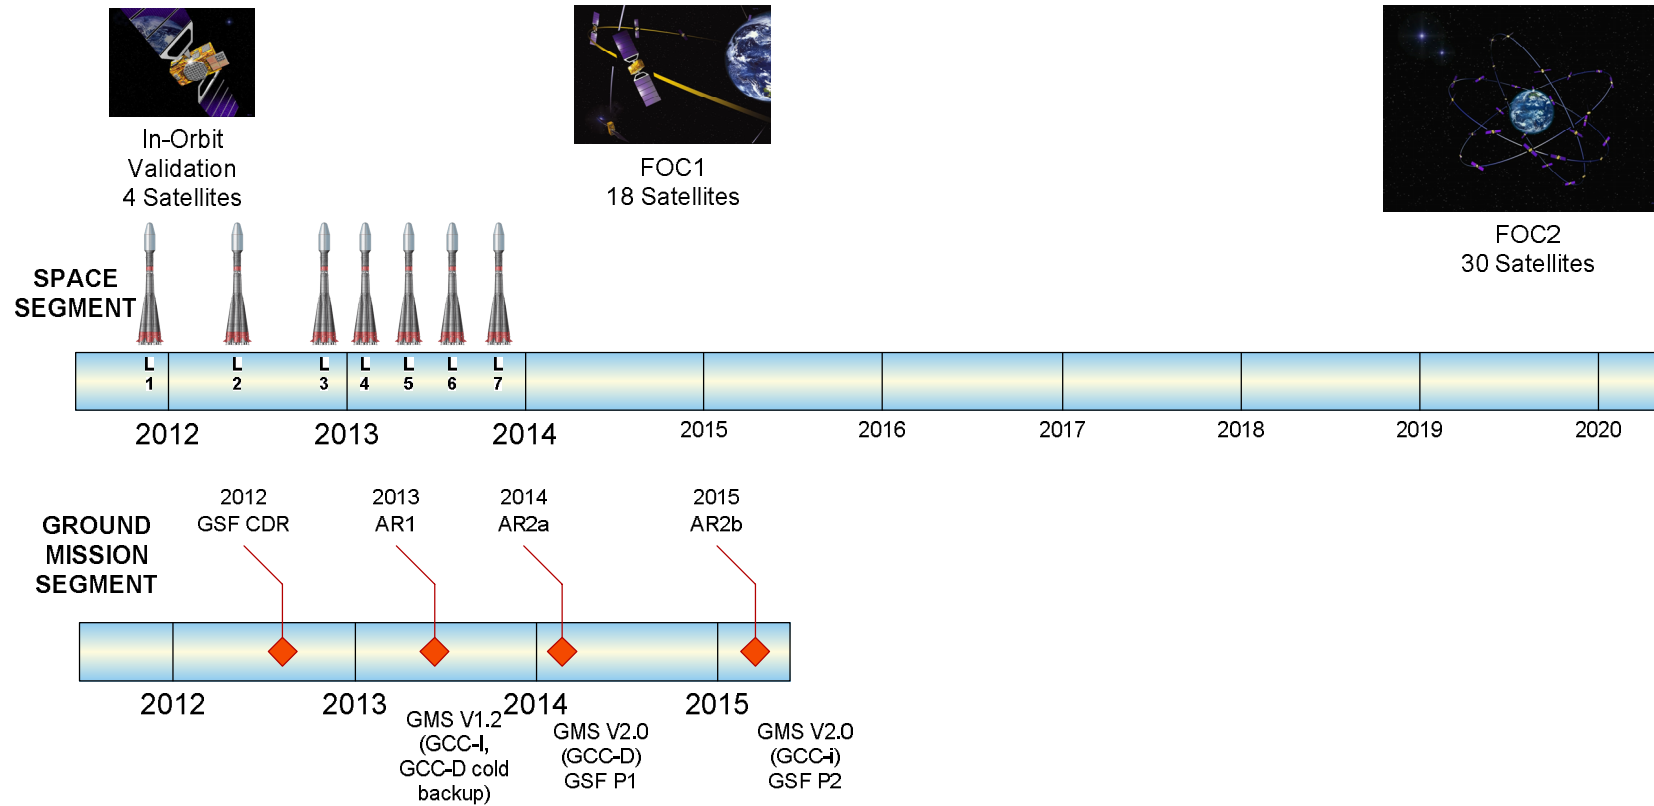 In-Orbit
Validation
4 Satellites
FOC1
18 Satellites
FOC2
30 Satellites
SPACE
SEGMENT
L L L L L L L
1 2 3 4 5 6 7
2012 2013 2014 2015 2016 2017 2018 2019 2020
2012
GSF CDR
2013
AR1
2014
AR2a
2015
AR2b
GROUND
MISSION
SEGMENT
2012 2013 2014 2015
GMS V1.2
(GCC-I,
GCC-D cold
backup)
GMS V2.0
(GCC-D)
GSF P1
GMS V2.0
(GCC-i)
GSF P2